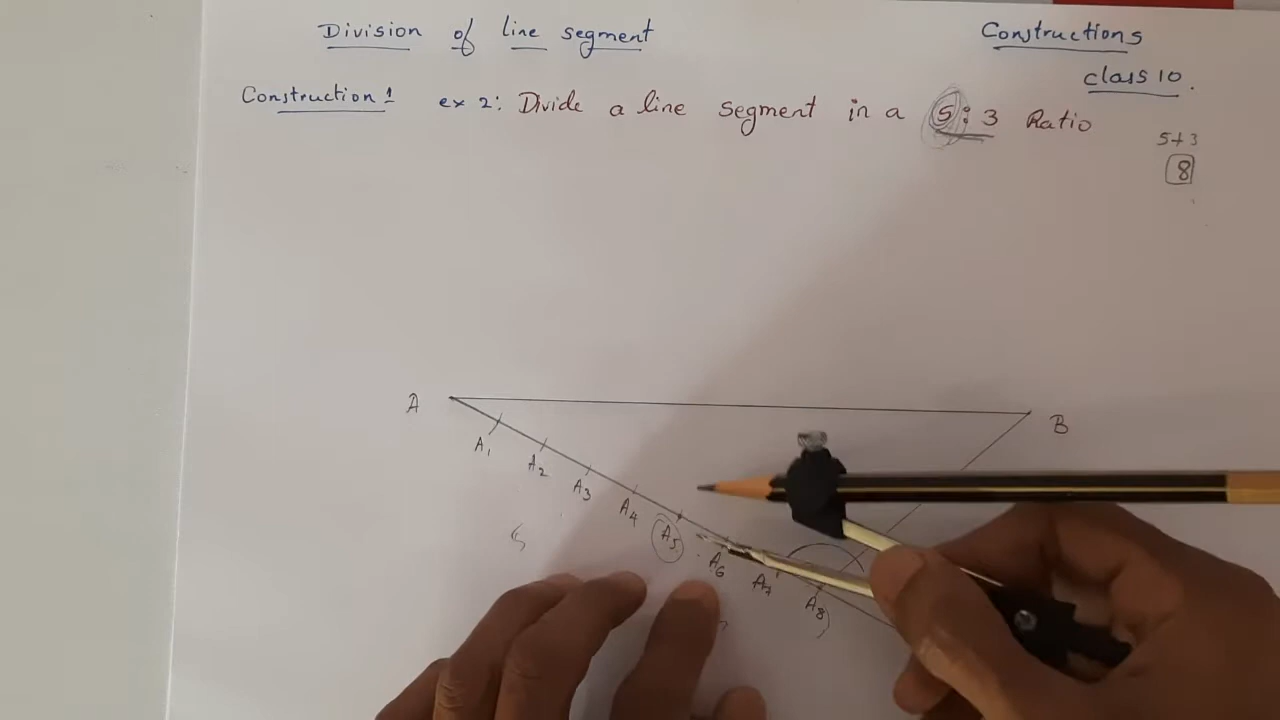 Division of line segment
Constructions
class 10.
Construction 1 ex 2: Divide a line segment in a 5:3 Ratio
5+3
8
A
B
A1
A2
A3
A4
A5
A6
A7
A8